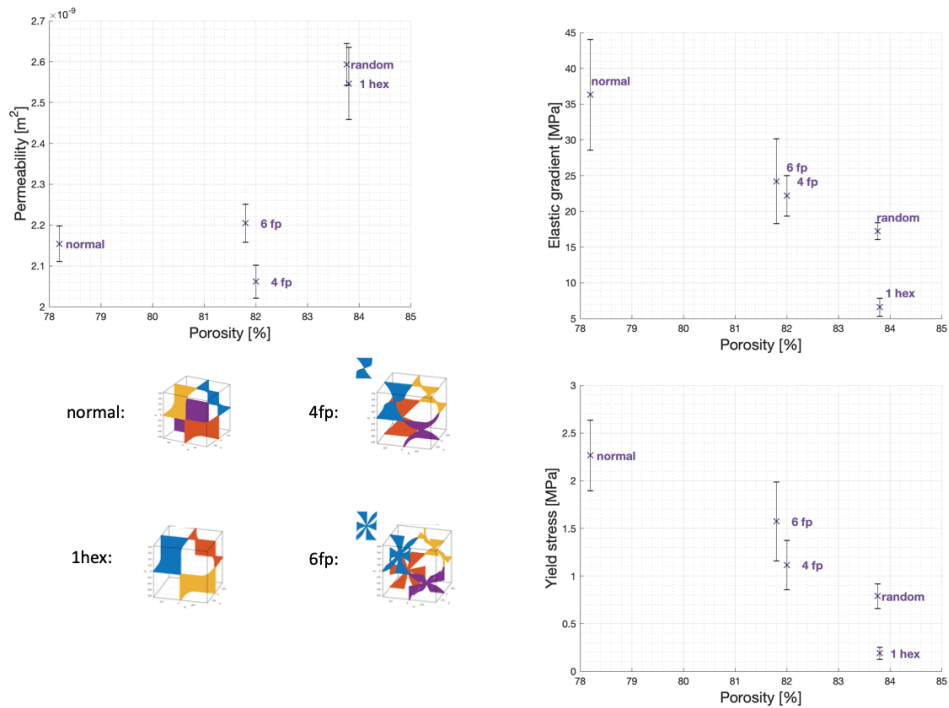 ×10⁻⁹
2.7
2.6
2.5
2.4
2.3
2.2
2.1
2
Permeability [m²]
random
1 hex
6 fp
normal
4 fp
78 79 80 81 82 83 84 85
Porosity [%]
45
40
35
30
25
20
15
10
5
Elastic gradient [MPa]
normal
6 fp
4 fp
random
1 hex
78 79 80 81 82 83 84 85
Porosity [%]
normal:
4fp:
1hex:
6fp:
3
2.5
2
1.5
1
0.5
0
Yield stress [MPa]
normal
6 fp
4 fp
random
1 hex
78 79 80 81 82 83 84 85
Porosity [%]